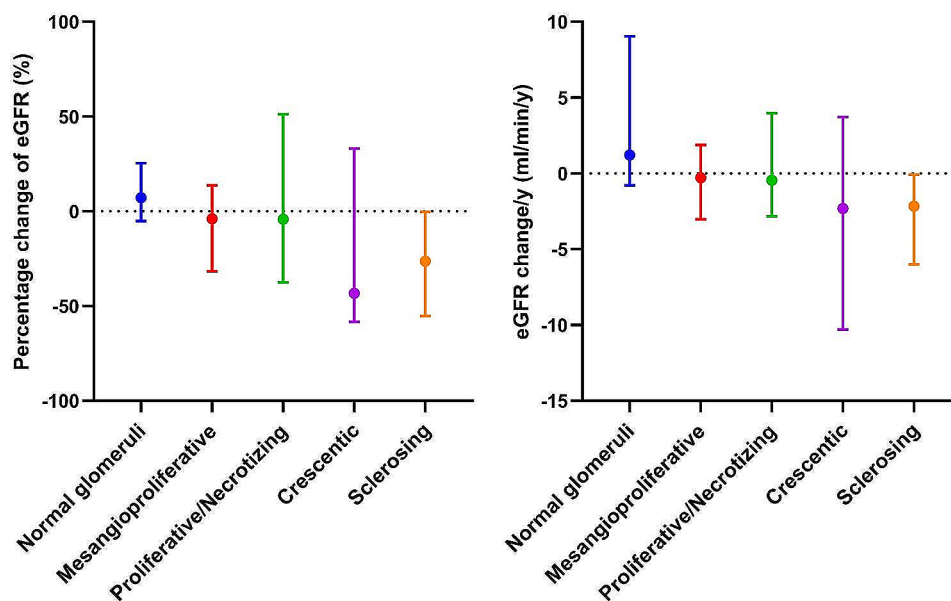 Percentage change of eGFR (%)
100
50
0
-50
-100
Normal glomeruli
Mesangioproliferative
Proliferative/Necrotizing
Crescentic
Sclerosing
eGFR change/y (ml/min/y)
10
5
0
-5
-10
-15
Normal glomeruli
Mesangioproliferative
Proliferative/Necrotizing
Crescentic
Sclerosing